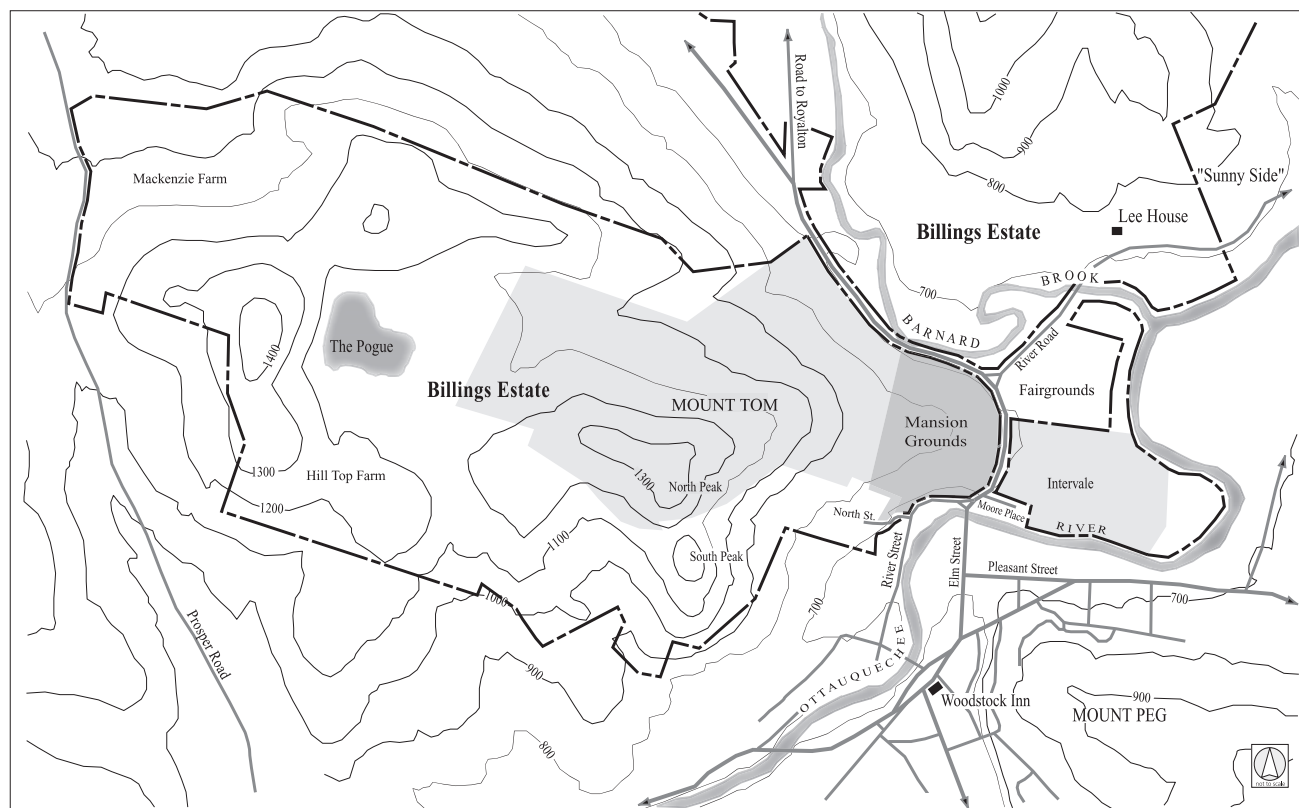 1000
900
800
Road to Royalton
Mackenzie Farm
"Sunny Side"
Lee House
Billings Estate
BROOK
700
BARNARD
River Road
The Pogue
1400
Billings Estate
MOUNT TOM
Fairgrounds
Mansion
Grounds
1300
Hill Top Farm
1300
North Peak
Intervale
1200
North St.
Moore Place
RIVER
1100
South Peak
River Street
Elm Street
Pleasant Street
1000
700
700
Prosper Road
900
OTTAUQUECHEE
Woodstock Inn
900
MOUNT PEG
800
not to scale